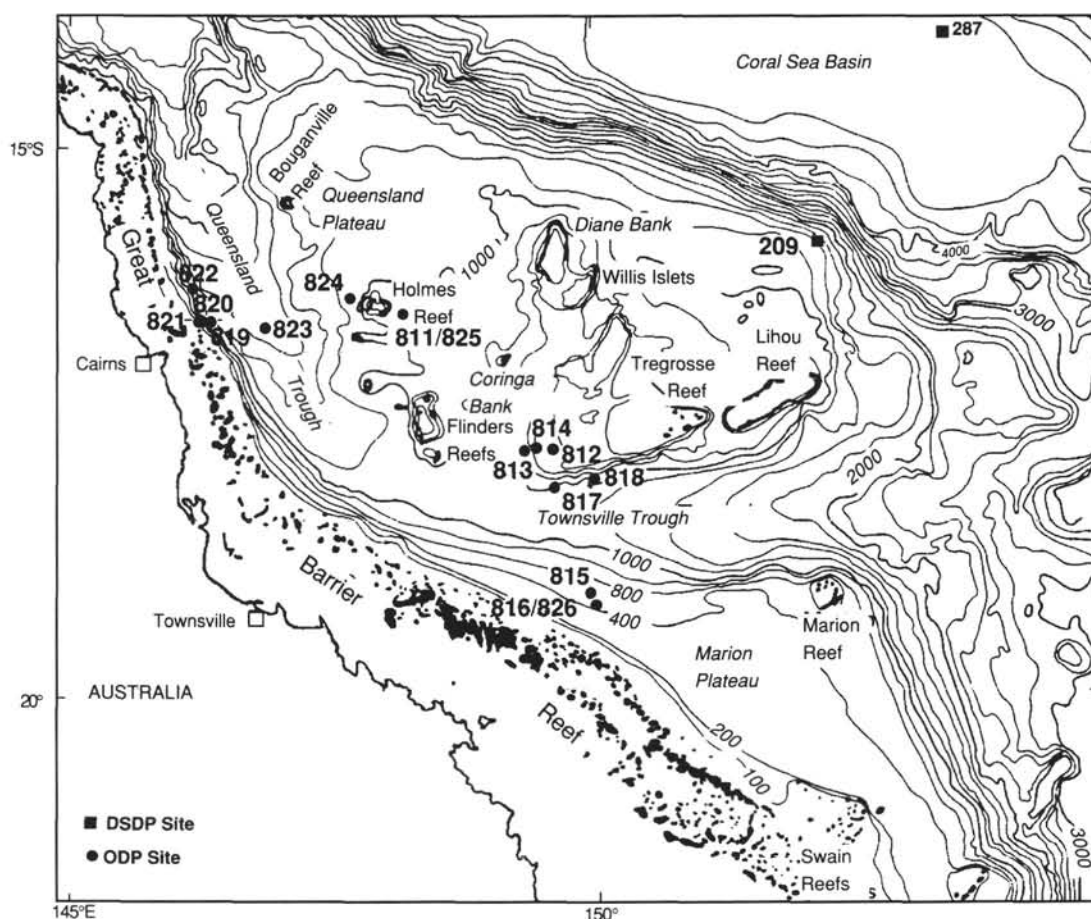 287
Coral Sea Basin
15°S
Bouganville
Reef
Queensland
Plateau
Diane Bank
209
4000
Great
Queensland
1000
Willis Islets
3000
822
824
Holmes
Reef
820
821
819
823
811/825
Lihou
Reef
Cairns
Tregrosse
Reef
Coringa
Bank
Trough
Flinders
Reefs
814
813
812
818
817
2000
Townsville Trough
1000
815
800
816/826
400
Barrier
Townsville
Marion
Reef
Marion
Plateau
20°
AUSTRALIA
Reef
200
100
DSDP Site
ODP Site
Swain
Reefs
s
3000
145°E
150°